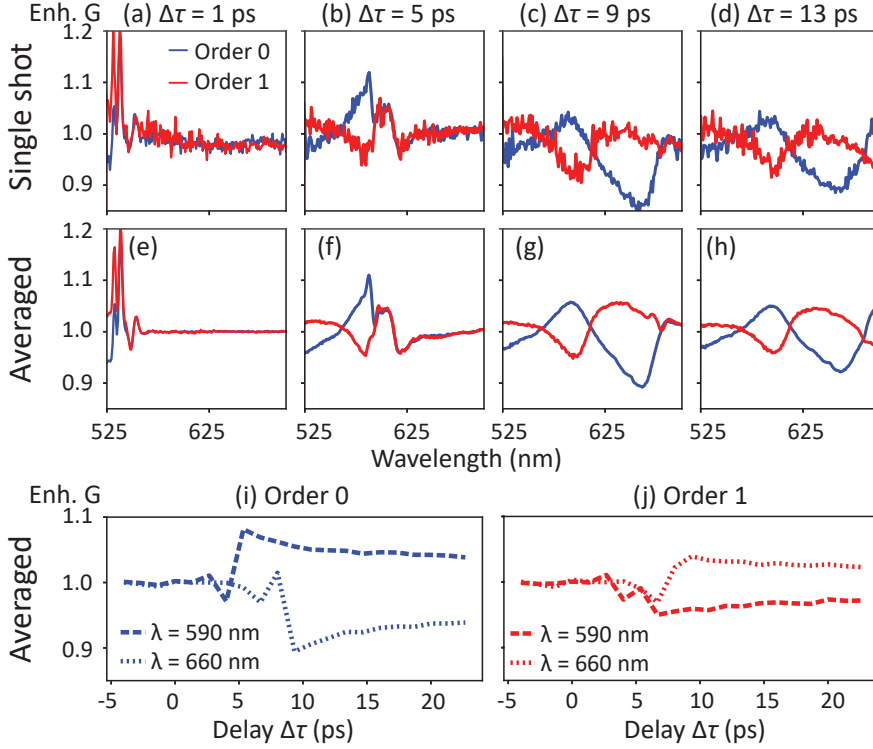 Enh. G (a) Δτ = 1 ps (b) Δτ = 5 ps (c) Δτ = 9 ps (d) Δτ = 13 ps
1.2
Order 0
Order 1
1.1
1.0
0.9
Single shot
(e) (f) (g) (h)
1.2
1.1
1.0
0.9
Averaged
525 625 525 625 525 625 525 625
Wavelength (nm)
Enh. G (i) Order 0 (j) Order 1
1.1
1.0
0.9
Averaged
λ = 590 nm
λ = 660 nm
λ = 590 nm
λ = 660 nm
-5 0 5 10 15 20 -5 0 5 10 15 20
Delay Δτ (ps) Delay Δτ (ps)